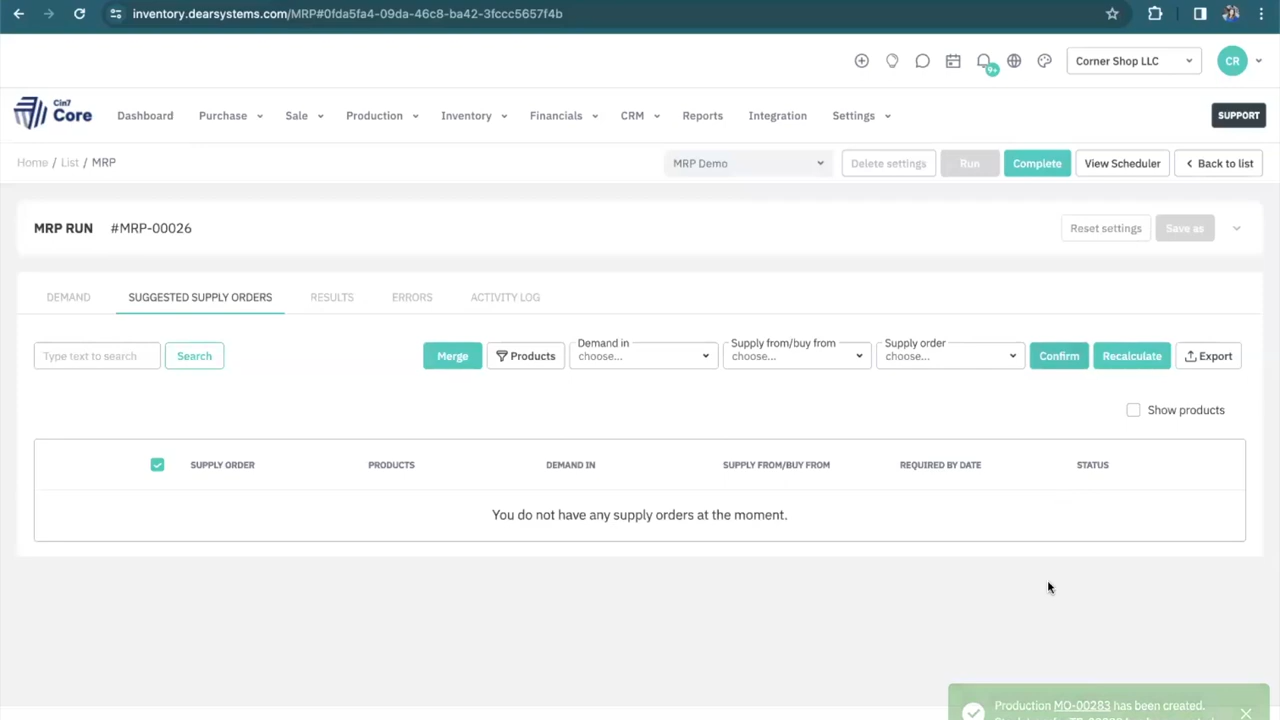 inventory.dearsystems.com/MRP#0fda5fa4-09da-46c8-ba42-3fccc5657f4b
9+
Corner Shop LLC
CR
Cin7
Core
Dashboard
Purchase
Sale
Production
Inventory
Financials
CRM
Reports
Integration
Settings
SUPPORT
Home / List / MRP
MRP Demo
Delete settings
Run
Complete
View Scheduler
Back to list
MRP RUN #MRP-00026
Reset settings
Save as
DEMAND
SUGGESTED SUPPLY ORDERS
RESULTS
ERRORS
ACTIVITY LOG
Type text to search
Search
Merge
Products
Demand in
choose...
Supply from/buy from
choose...
Supply order
choose...
Confirm
Recalculate
Export
Show products
SUPPLY ORDER
PRODUCTS
DEMAND IN
SUPPLY FROM/BUY FROM
REQUIRED BY DATE
STATUS
You do not have any supply orders at the moment.
Production MO-00283 has been created.